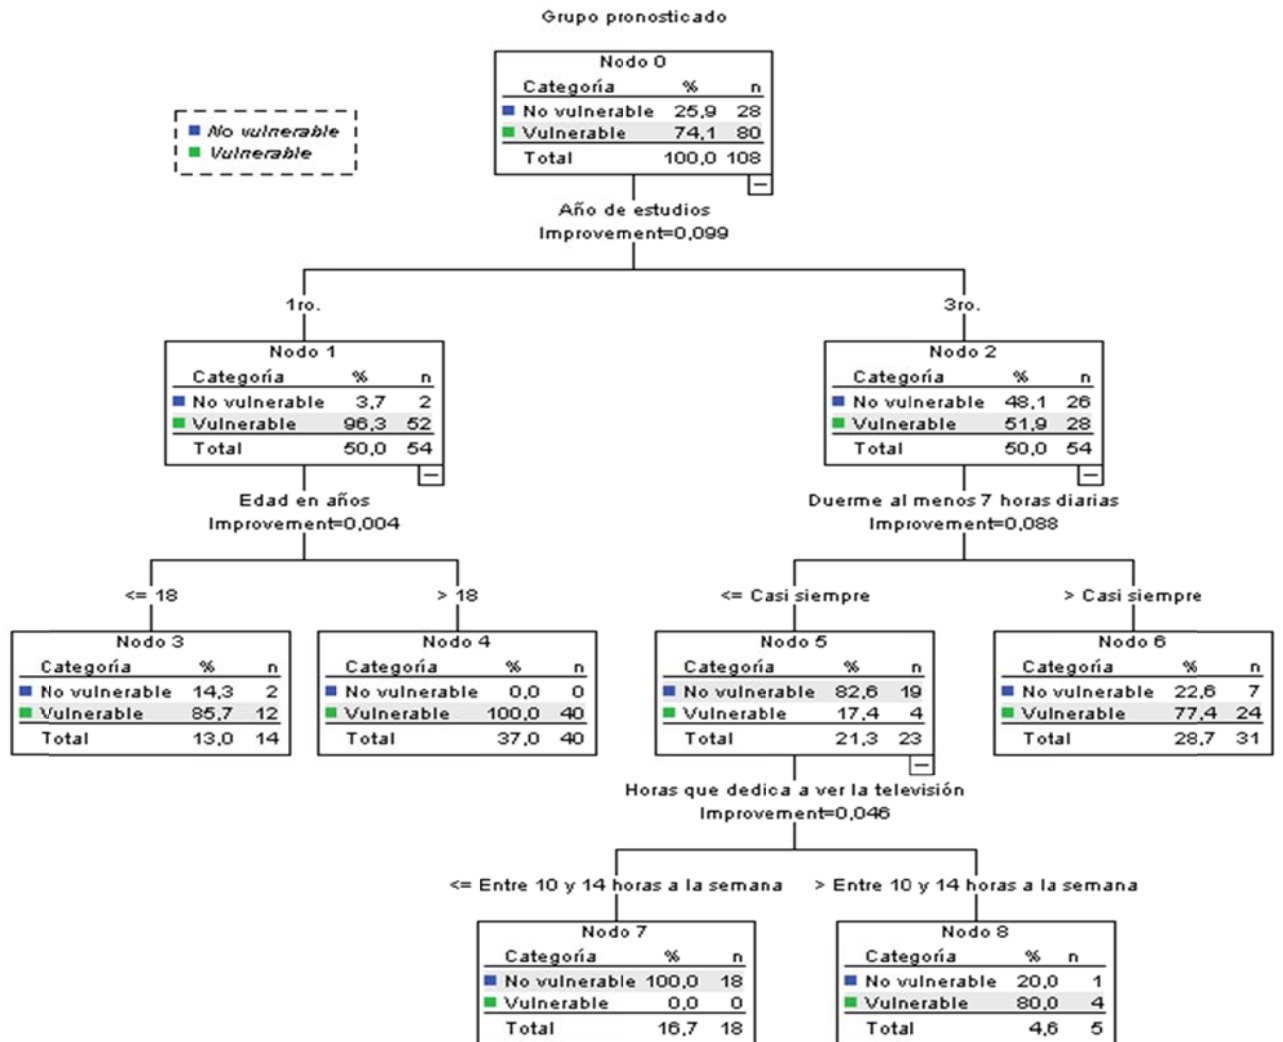 Grupo pronosticado
Nodo 0
Categoría % n
No vulnerable 25,9 28
Vulnerable 74,1 80
Total 100,0 108
No vulnerable
Vulnerable
Año de estudios
Improvement=0,099
1ro.
3ro.
Nodo 1
Categoría % n
No vulnerable 3,7 2
Vulnerable 96,3 52
Total 50,0 54
Nodo 2
Categoría % n
No vulnerable 48,1 26
Vulnerable 51,9 28
Total 50,0 54
Edad en años
Improvement=0,004
Duerme al menos 7 horas diarias
Improvement=0,088
<= 18
> 18
<= Casi siempre
> Casi siempre
Nodo 3
Categoría % n
No vulnerable 14,3 2
Vulnerable 85,7 12
Total 13,0 14
Nodo 4
Categoría % n
No vulnerable 0,0 0
Vulnerable 100,0 40
Total 37,0 40
Nodo 5
Categoría % n
No vulnerable 82,6 19
Vulnerable 17,4 4
Total 21,3 23
Nodo 6
Categoría % n
No vulnerable 22,6 7
Vulnerable 77,4 24
Total 28,7 31
Horas que dedica a ver la televisión
Improvement=0,046
<= Entre 10 y 14 horas a la semana
> Entre 10 y 14 horas a la semana
Nodo 7
Categoría % n
No vulnerable 100,0 18
Vulnerable 0,0 0
Total 16,7 18
Nodo 8
Categoría % n
No vulnerable 20,0 1
Vulnerable 80,0 4
Total 4,6 5